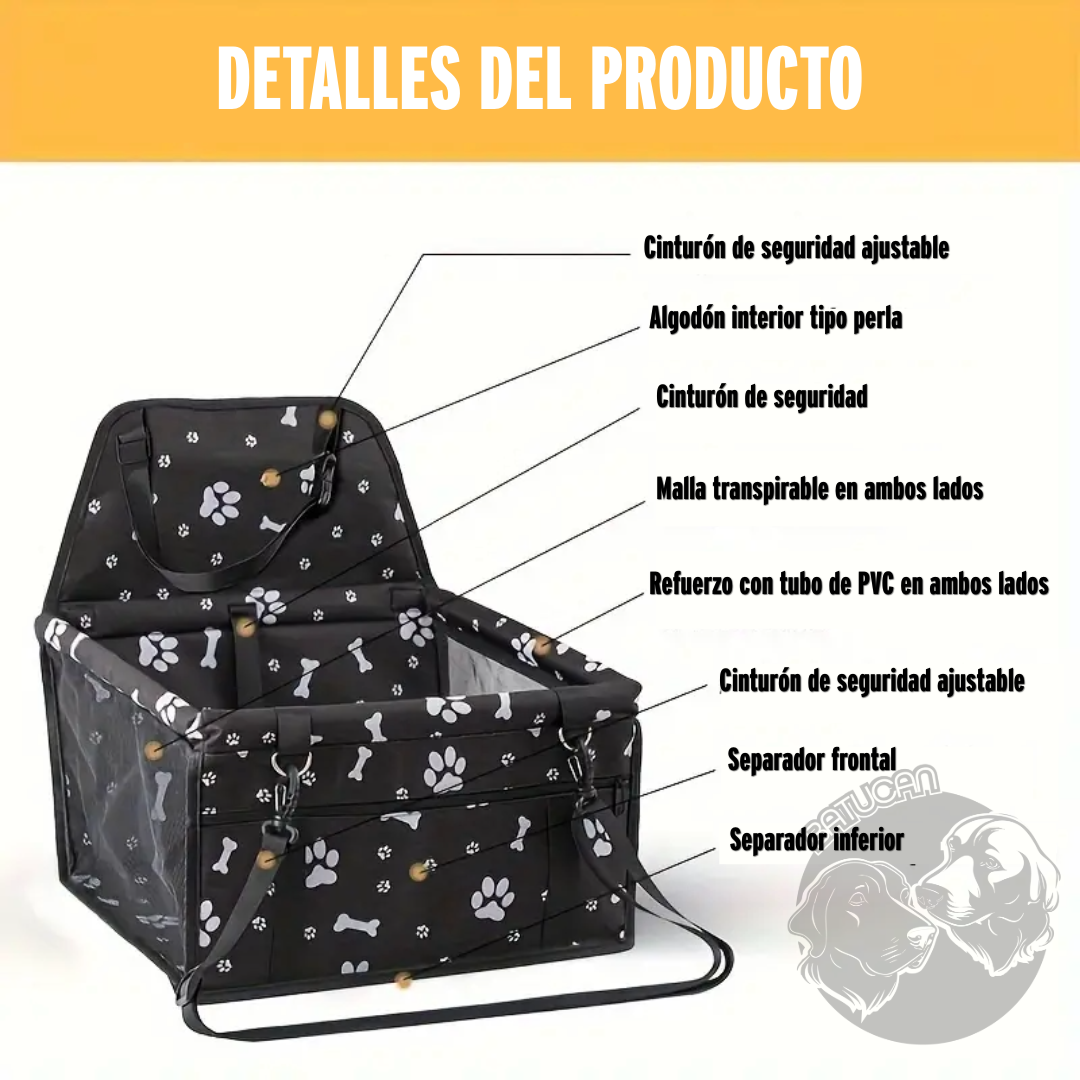 DETALLES DEL PRODUCTO
Cinturón de seguridad ajustable
Algodón interior tipo perla
Cinturón de seguridad
Malla transpirable en ambos lados
Refuerzo con tubo de PVC en ambos lados
Cinturón de seguridad ajustable
Separador frontal
Separador inferior